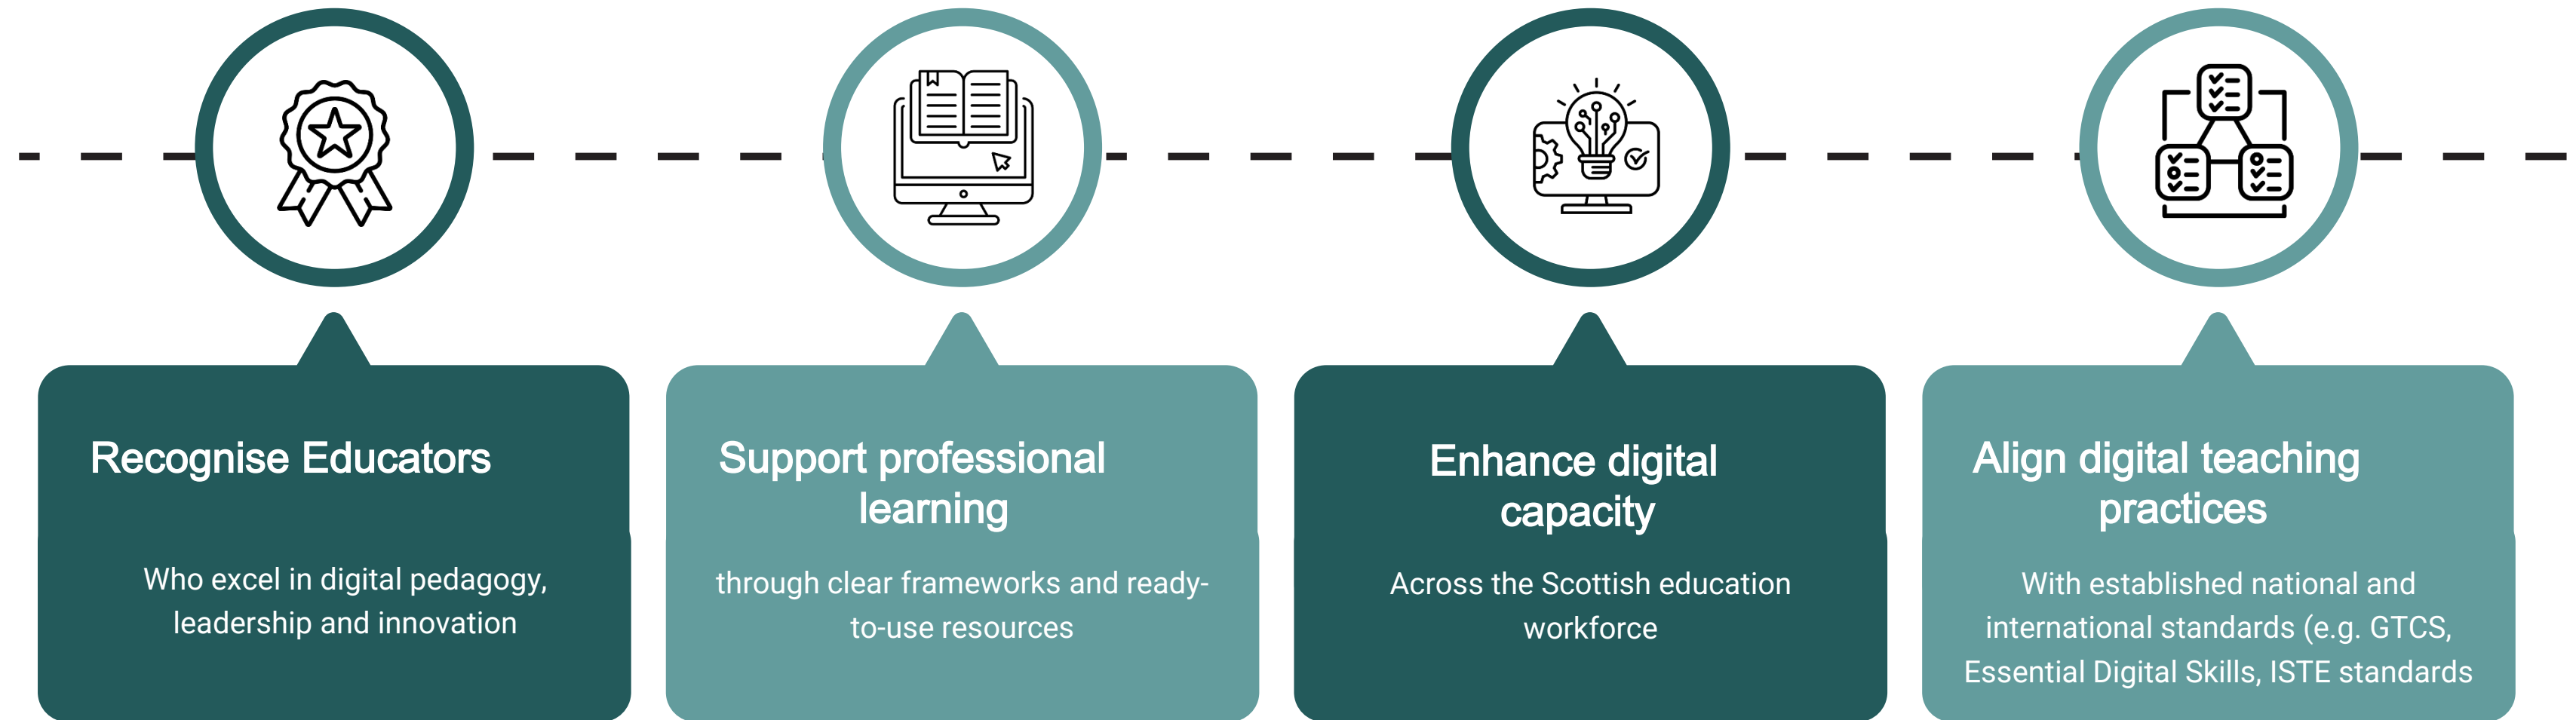 Recognise Educators
Who excel in digital pedagogy,
leadership and innovation
Support professional
learning
through clear frameworks and ready-
to-use resources
Enhance digital
capacity
Across the Scottish education
workforce
Align digital teaching
practices
With established national and
international standards (e.g. GTCS,
Essential Digital Skills, ISTE standards